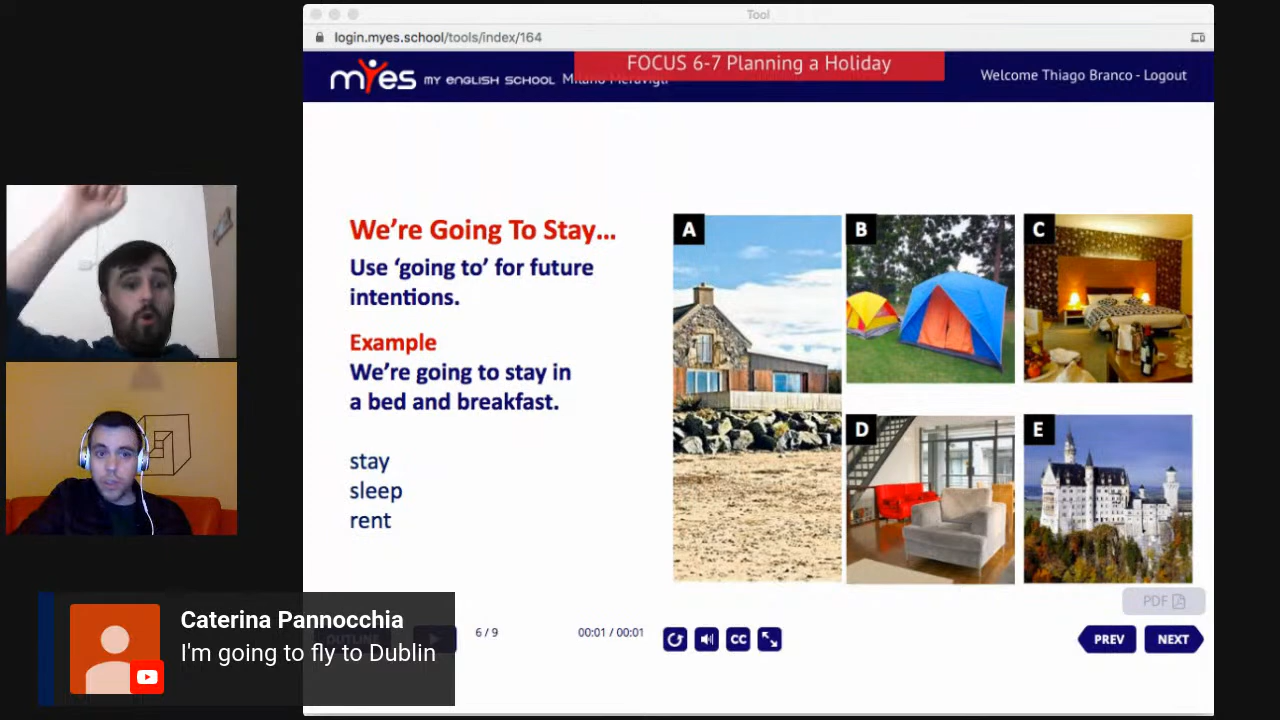 Tool
login.myes.school/tools/index/164
FOCUS 6-7 Planning a Holiday
myes MY ENGLISH SCHOOL Milano Meravigli
Welcome Thiago Branco - Logout
We're Going To Stay...
Use 'going to' for future
intentions.
Example
We're going to stay in
a bed and breakfast.
stay
sleep
rent
A
B
C
D
E
PDF
Caterina Pannocchia
I'm going to fly to Dublin
OUTLINE
6 / 9
00:01 / 00:01
CC
PREV
NEXT